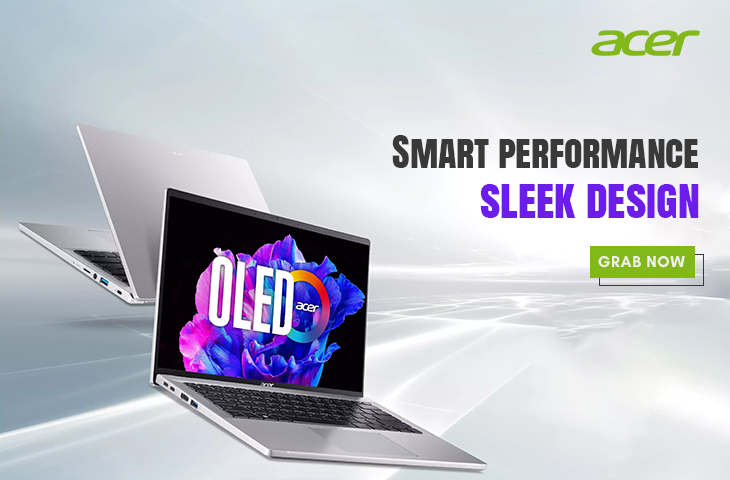 acer
SMART PERFORMANCE
SLEEK DESIGN
GRAB NOW
OLED
acer
acer